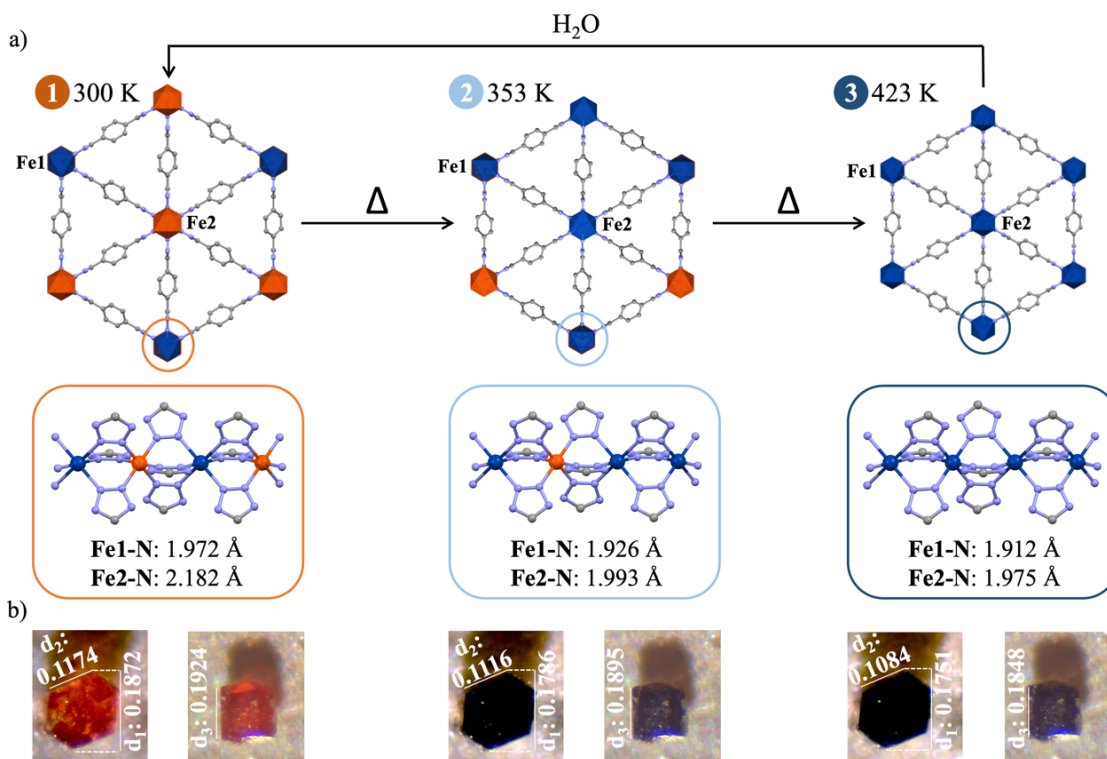 a)
H₂O
1 300 K
2 353 K
3 423 K
Fe1
Fe2
Δ
Fe1
Fe2
Δ
Fe1
Fe2
Fe1-N: 1.972 Å
Fe2-N: 2.182 Å
Fe1-N: 1.926 Å
Fe2-N: 1.993 Å
Fe1-N: 1.912 Å
Fe2-N: 1.975 Å
b)
d₂:
0.1174
d₁: 0.1872
d₃: 0.1924
d₂:
0.1116
d₁: 0.1786
d₃: 0.1895
d₂:
0.1084
d₁: 0.1751
d₃: 0.1848